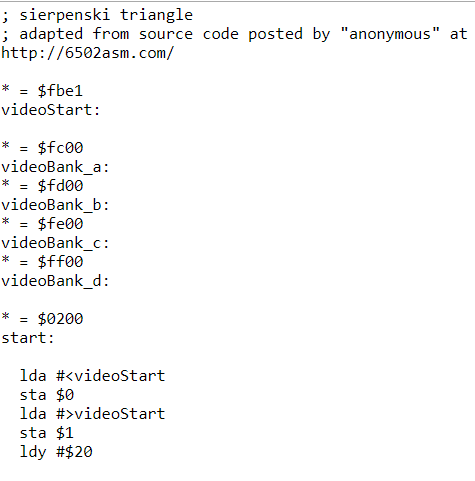 ; sierpenski triangle
; adapted from source code posted by "anonymous" at
http://6502asm.com/
* = $fbe1
videoStart:
* = $fc00
videoBank_a:
* = $fd00
videoBank_b:
* = $fe00
videoBank_c:
* = $ff00
videoBank_d:
* = $0200
start:
lda #<videoStart
sta $0
lda #>videoStart
sta $1
ldy #$20